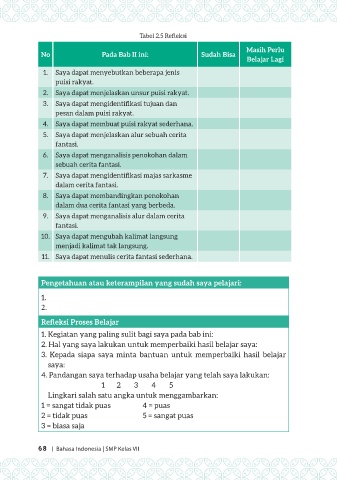 Tabel 2.5 Refleksi
No Pada Bab II ini: Sudah Bisa Masih Perlu Belajar Lagi
1. Saya dapat menyebutkan beberapa jenis
puisi rakyat.
2. Saya dapat menjelaskan unsur puisi rakyat.
3. Saya dapat mengidentifikasi tujuan dan
pesan dalam puisi rakyat.
4. Saya dapat membuat puisi rakyat sederhana.
5. Saya dapat menjelaskan alur sebuah cerita
fantasi.
6. Saya dapat menganalisis penokohan dalam
sebuah cerita fantasi.
7. Saya dapat mengidentifikasi majas sarkasme
dalam cerita fantasi.
8. Saya dapat membandingkan penokohan
dalam dua cerita fantasi yang berbeda.
9. Saya dapat menganalisis alur dalam cerita
fantasi.
10. Saya dapat mengubah kalimat langsung
menjadi kalimat tak langsung.
11. Saya dapat menulis cerita fantasi sederhana.
Pengetahuan atau keterampilan yang sudah saya pelajari:
1.
2.
Refleksi Proses Belajar
1. Kegiatan yang paling sulit bagi saya pada bab ini:
2. Hal yang saya lakukan untuk memperbaiki hasil belajar saya:
3. Kepada siapa saya minta bantuan untuk memperbaiki hasil belajar
saya:
4. Pandangan saya terhadap usaha belajar yang telah saya lakukan:
1 2 3 4 5
Lingkari salah satu angka untuk menggambarkan:
1 = sangat tidak puas 4 = puas
2 = tidak puas 5 = sangat puas
3 = biasa saja
68 | Bahasa Indonesia | SMP Kelas VII